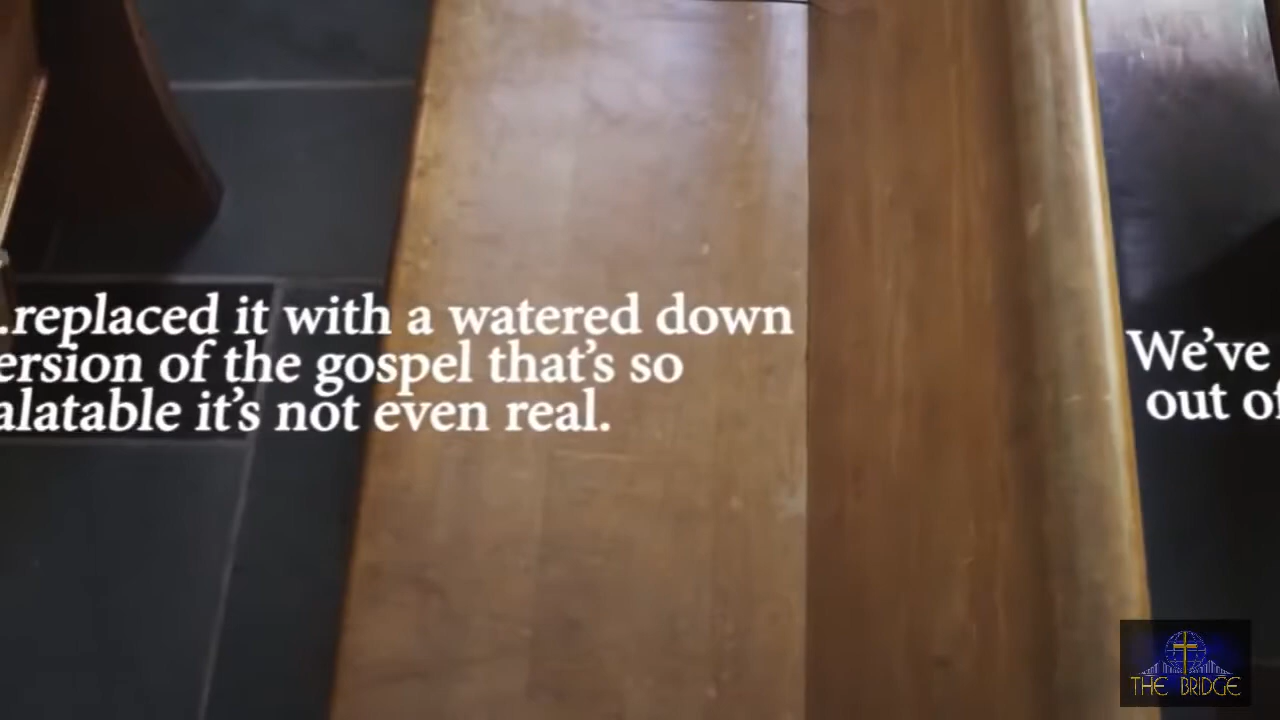 .replaced it with a watered down
ersion of the gospel that's so
alatable it's not even real.
We've
out of
THE BRIDGE